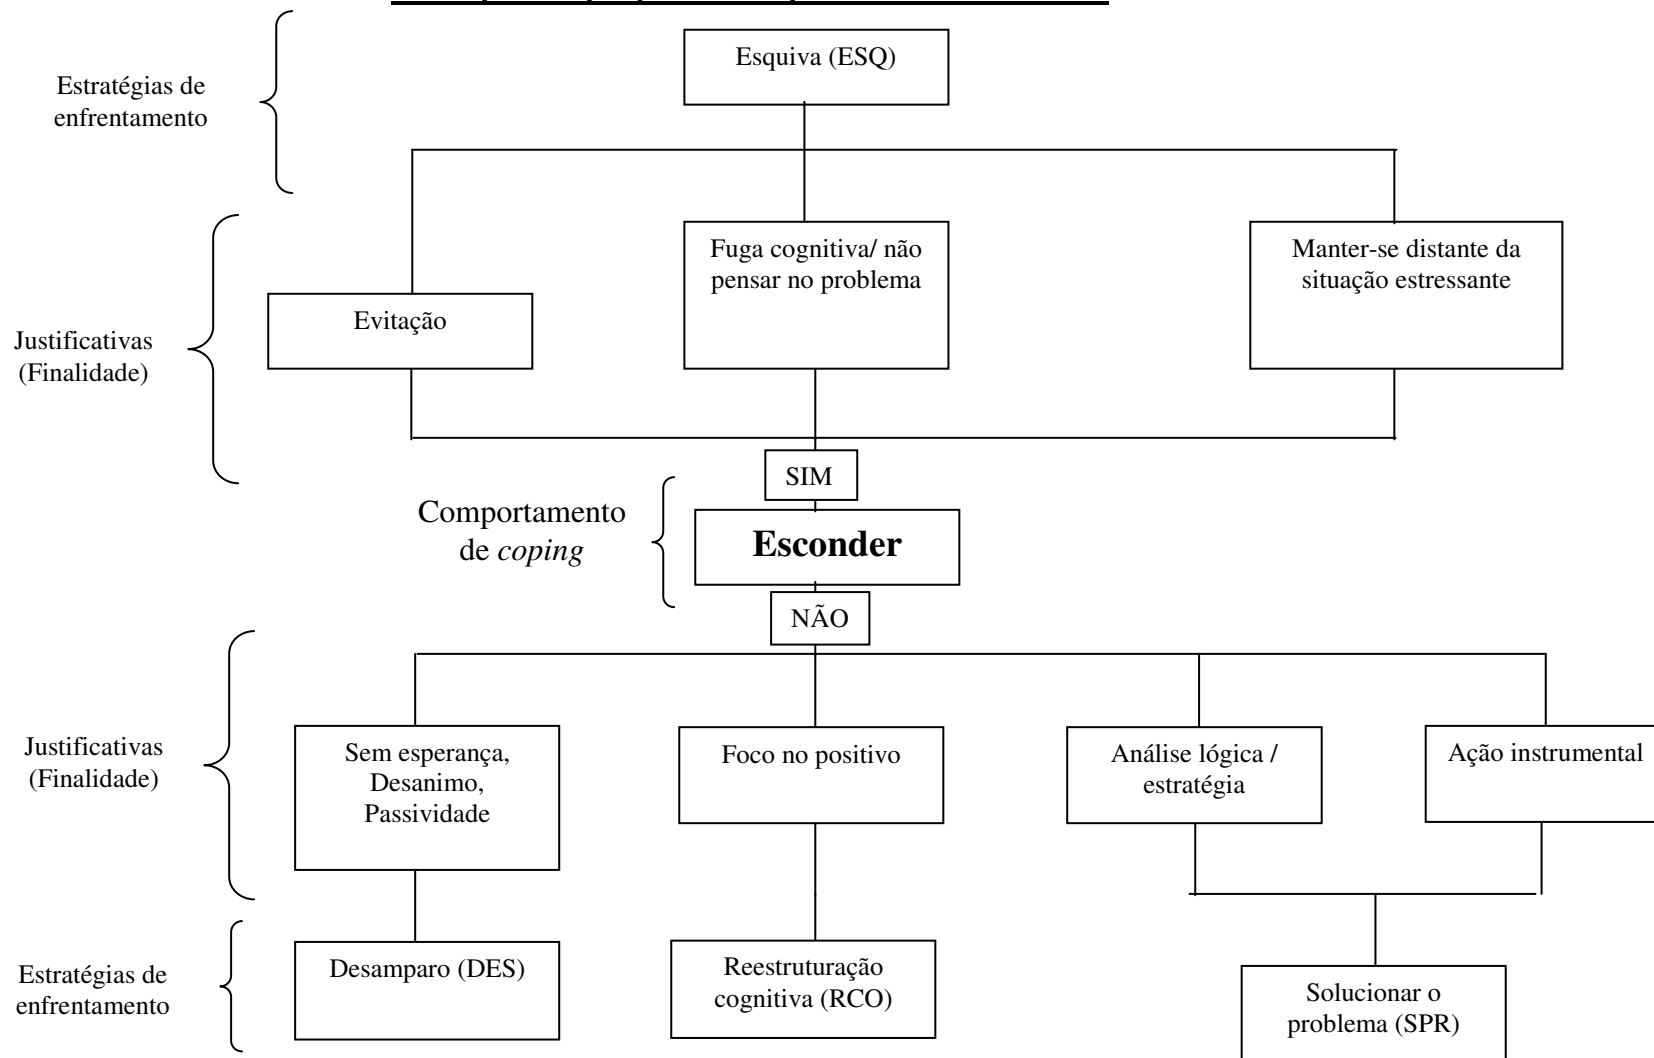 Esquiva (ESQ)
Estratégias de
enfrentamento
Fuga cognitiva/ não
pensar no problema
Manter-se distante da
situação estressante
Evitação
Justificativas
(Finalidade)
SIM
Comportamento
de coping
Esconder
NÃO
Justificativas
(Finalidade)
Sem esperança,
Desanimo,
Passividade
Foco no positivo
Análise lógica /
estratégia
Ação instrumental
Estratégias de
enfrentamento
Desamparo (DES)
Reestruturação
cognitiva (RCO)
Solucionar o
problema (SPR)